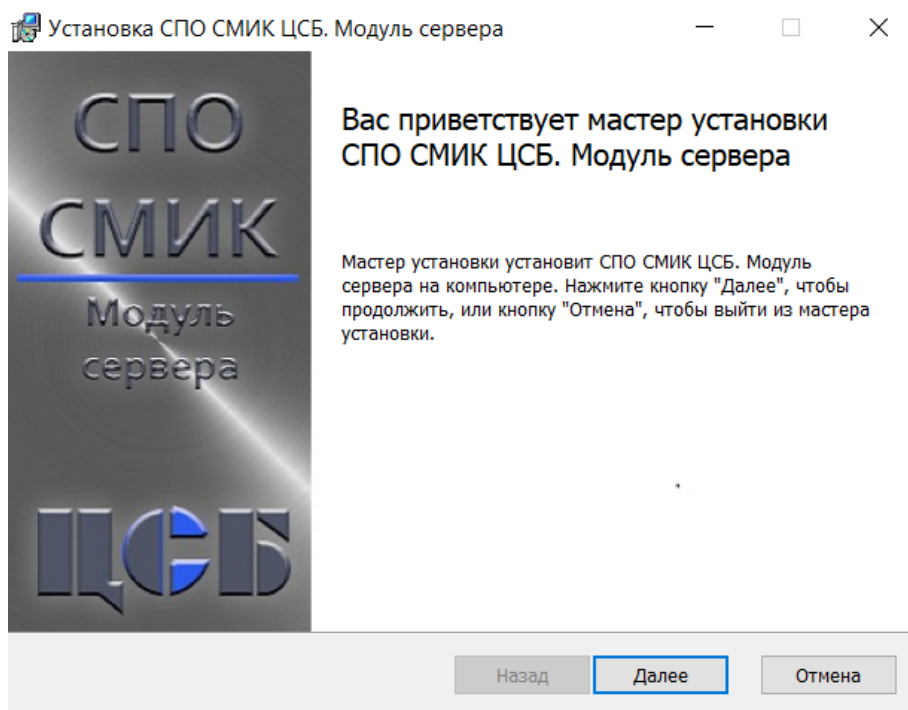 Установка СПО СМИК ЦСБ. Модуль сервера
СПО
СМИК
Модуль
сервера
ЦСБ
Вас приветствует мастер установки
СПО СМИК ЦСБ. Модуль сервера
Мастер установки установит СПО СМИК ЦСБ. Модуль
сервера на компьютере. Нажмите кнопку "Далее", чтобы
продолжить, или кнопку "Отмена", чтобы выйти из мастера
установки.
Назад
Далее
Отмена